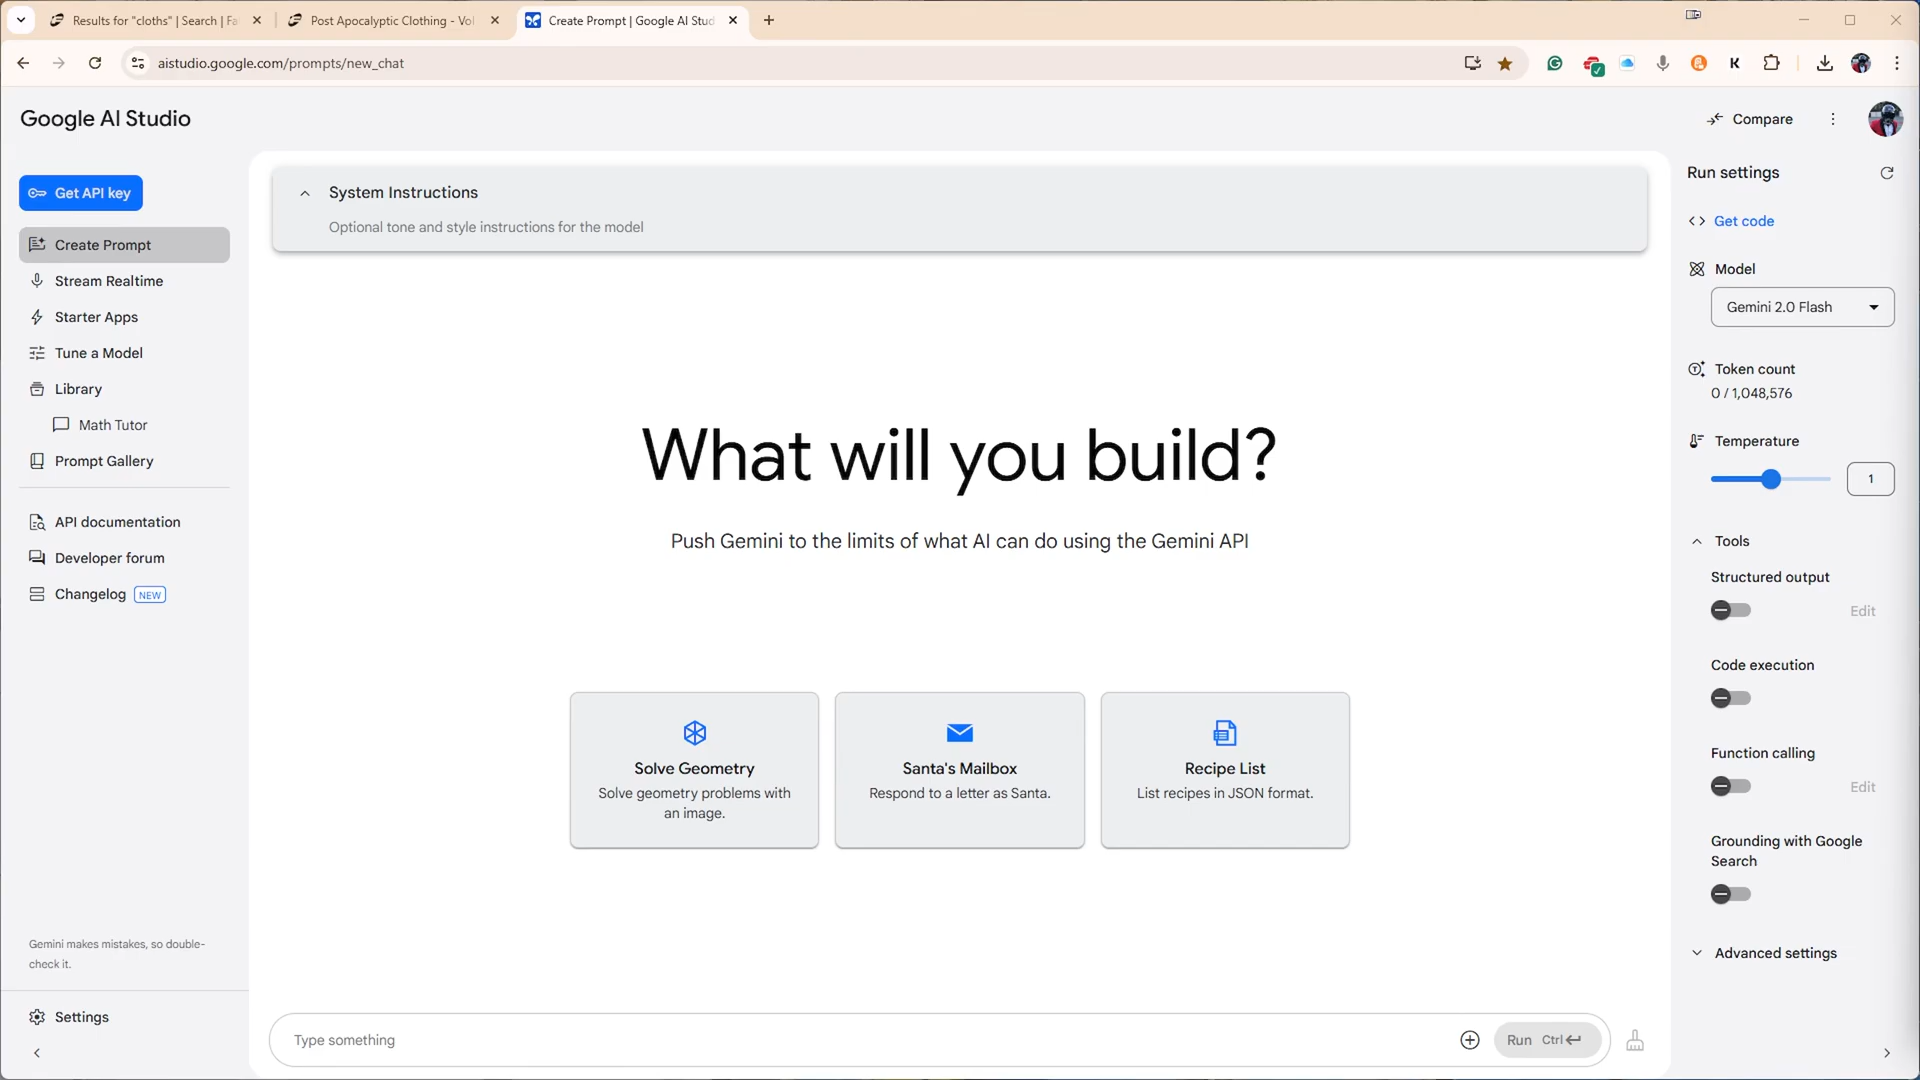 Results for "cloths" | Search | Fa
Post Apocalyptic Clothing - Vol
Create Prompt | Google AI Stud
aistudio.google.com/prompts/new_chat
Google AI Studio
Compare
Get API key
Create Prompt
Stream Realtime
Starter Apps
Tune a Model
Library
Math Tutor
Prompt Gallery
API documentation
Developer forum
Changelog NEW
Gemini makes mistakes, so double-
check it.
Settings
System Instructions
Optional tone and style instructions for the model
What will you build?
Push Gemini to the limits of what AI can do using the Gemini API
Solve Geometry
Solve geometry problems with
an image.
Santa's Mailbox
Respond to a letter as Santa.
Recipe List
List recipes in JSON format.
Type something
Run Ctrl
Run settings
Get code
Model
Gemini 2.0 Flash
Token count
0 / 1,048,576
Temperature
1
Tools
Structured output
Edit
Code execution
Function calling
Edit
Grounding with Google
Search
Advanced settings